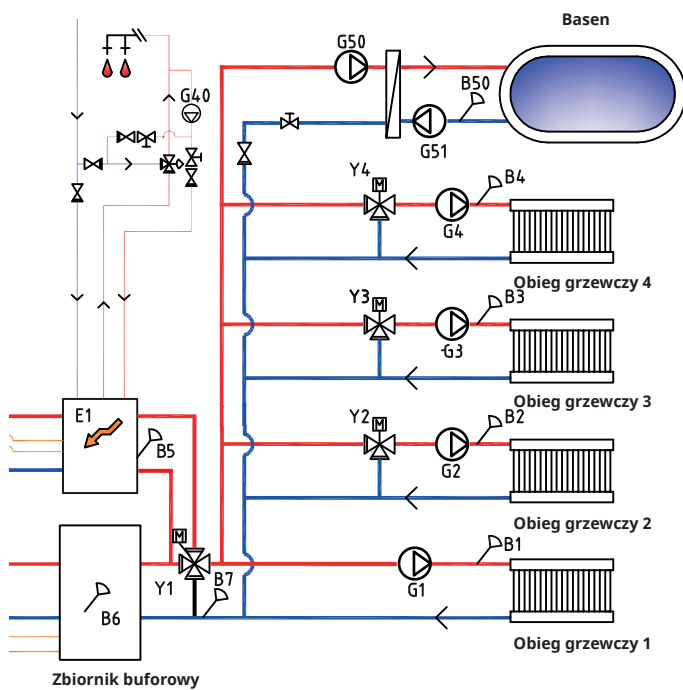 Basen
G50
B50
G40
G51
Y4
B4
G4
Obieg grzewczy 4
Y3
B3
-G3
Obieg grzewczy 3
E1
Y2
B2
B5
G2
Obieg grzewczy 2
M
M
M
M
B1
Y1
B7
G1
B6
Obieg grzewczy 1
Zbiornik buforowy